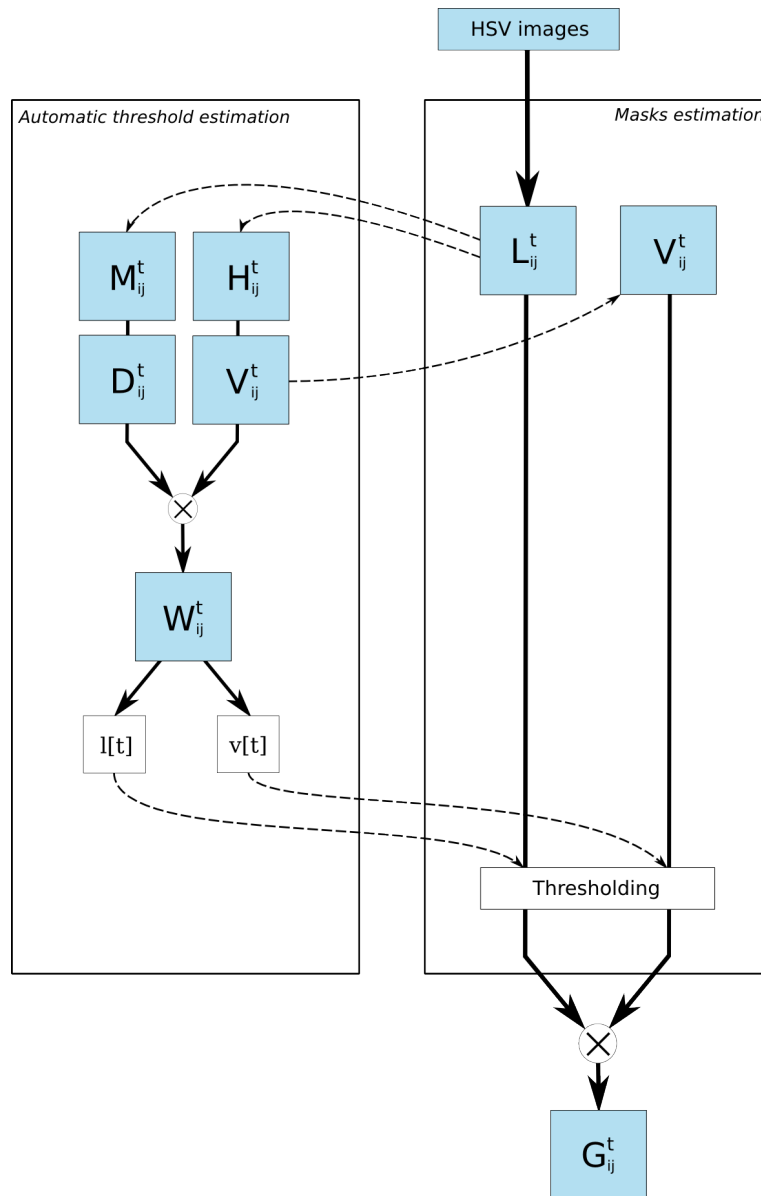 HSV images
Automatic threshold estimation
Masks estimation
L^t_ij
V^t_ij
M^t_ij
H^t_ij
D^t_ij
V^t_ij
W^t_ij
l[t]
v[t]
Thresholding
G^t_ij